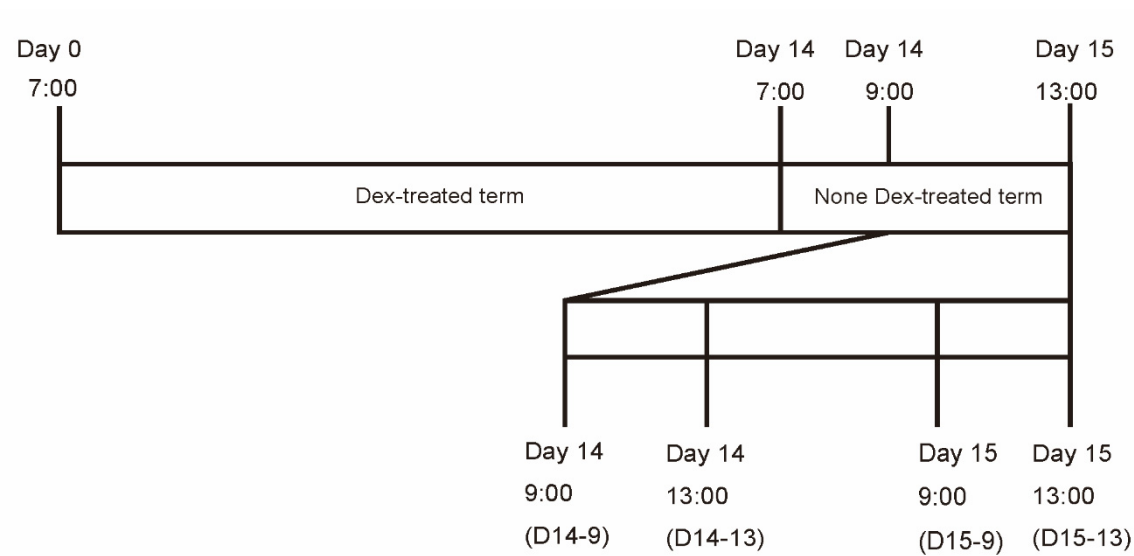 Day 0
7:00
Day 14
7:00
Day 14
9:00
Day 15
13:00
Dex-treated term
None Dex-treated term
Day 14
9:00
(D14-9)
Day 14
13:00
(D14-13)
Day 15
9:00
(D15-9)
Day 15
13:00
(D15-13)